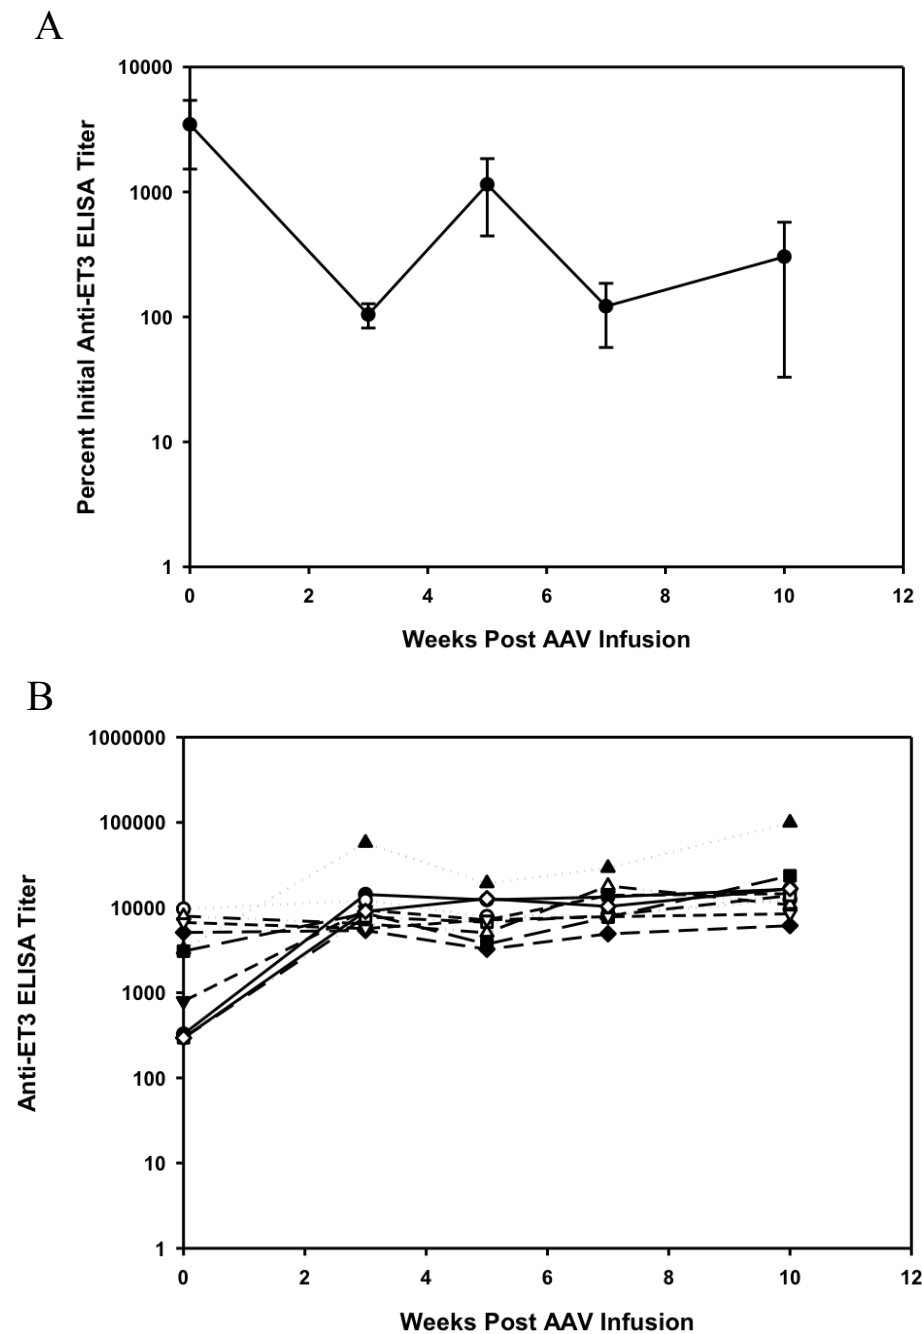 A
Percent Initial Anti-ET3 ELISA Titer
10000
1000
100
10
1
0 2 4 6 8 10 12
Weeks Post AAV Infusion
B
Anti-ET3 ELISA Titer
1000000
100000
10000
1000
100
10
1
0 2 4 6 8 10 12
Weeks Post AAV Infusion